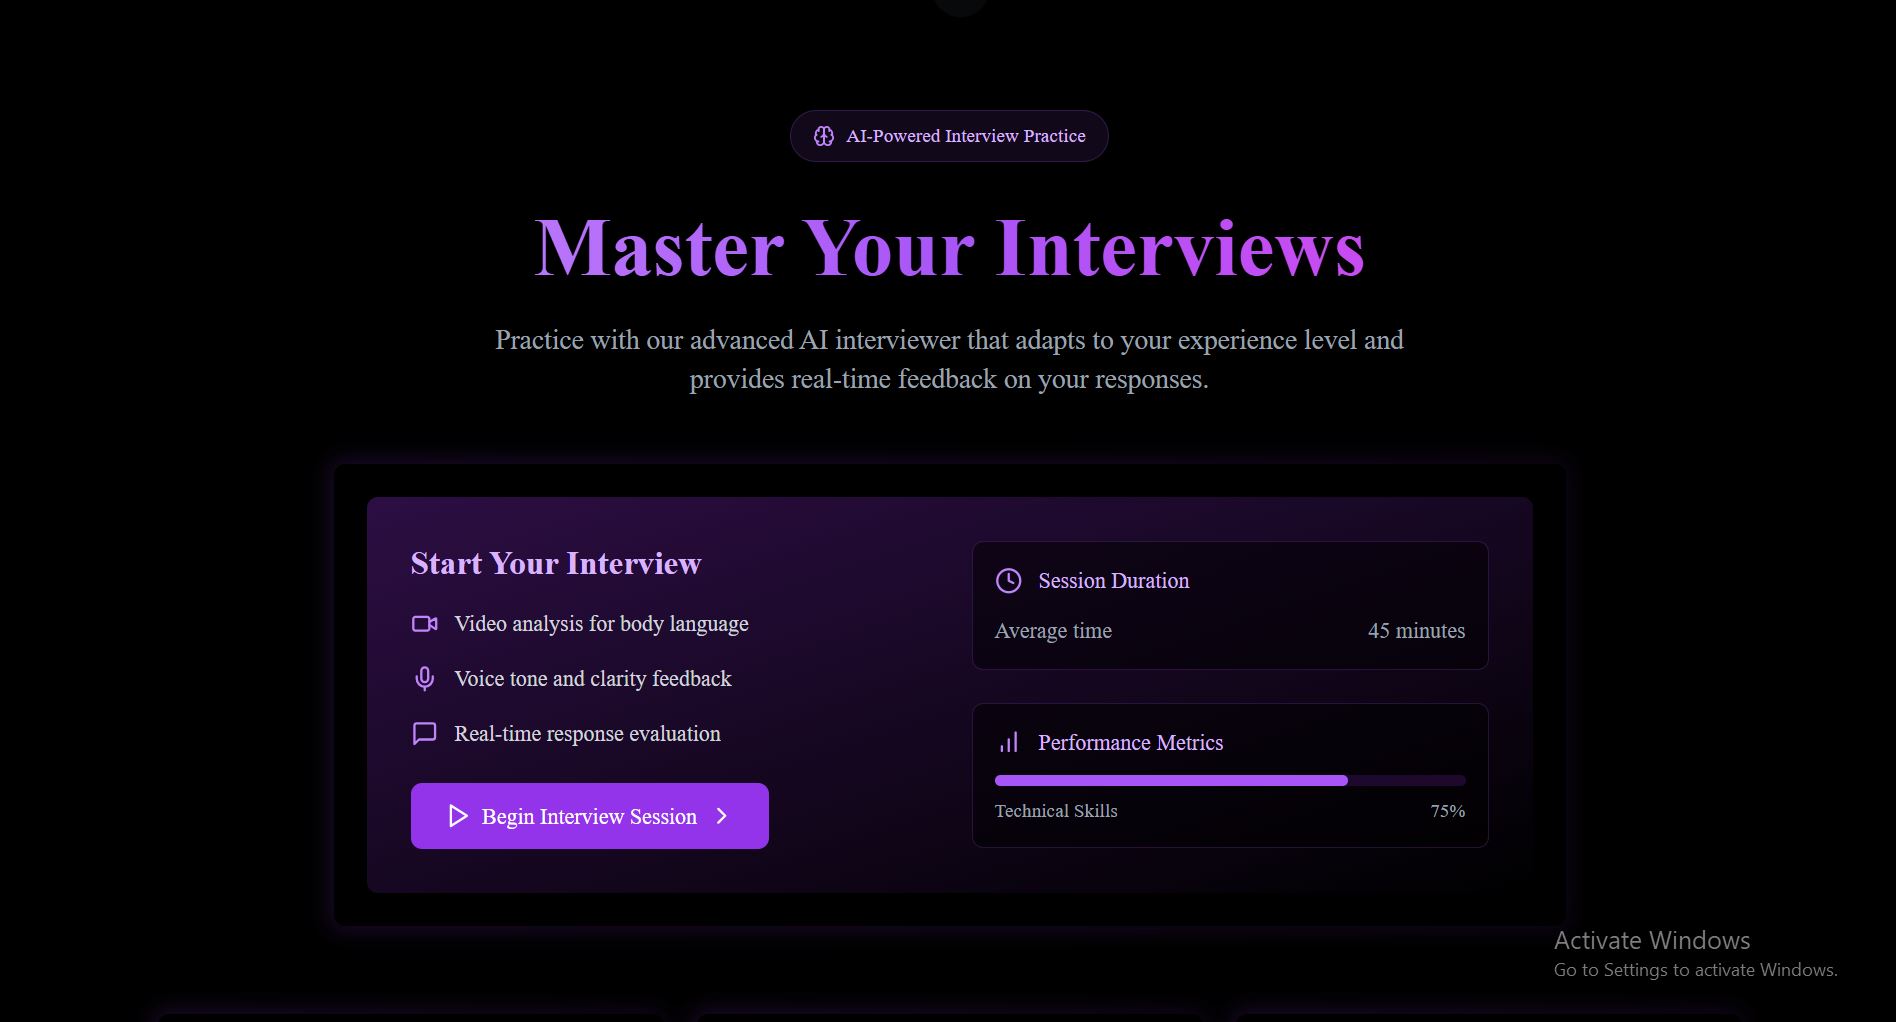 AI-Powered Interview Practice
Master Your Interviews
Practice with our advanced AI interviewer that adapts to your experience level and
provides real-time feedback on your responses.
Start Your Interview
Video analysis for body language
Voice tone and clarity feedback
Real-time response evaluation
Begin Interview Session
Session Duration
Average time 45 minutes
Performance Metrics
Technical Skills 75%
Activate Windows
Go to Settings to activate Windows.